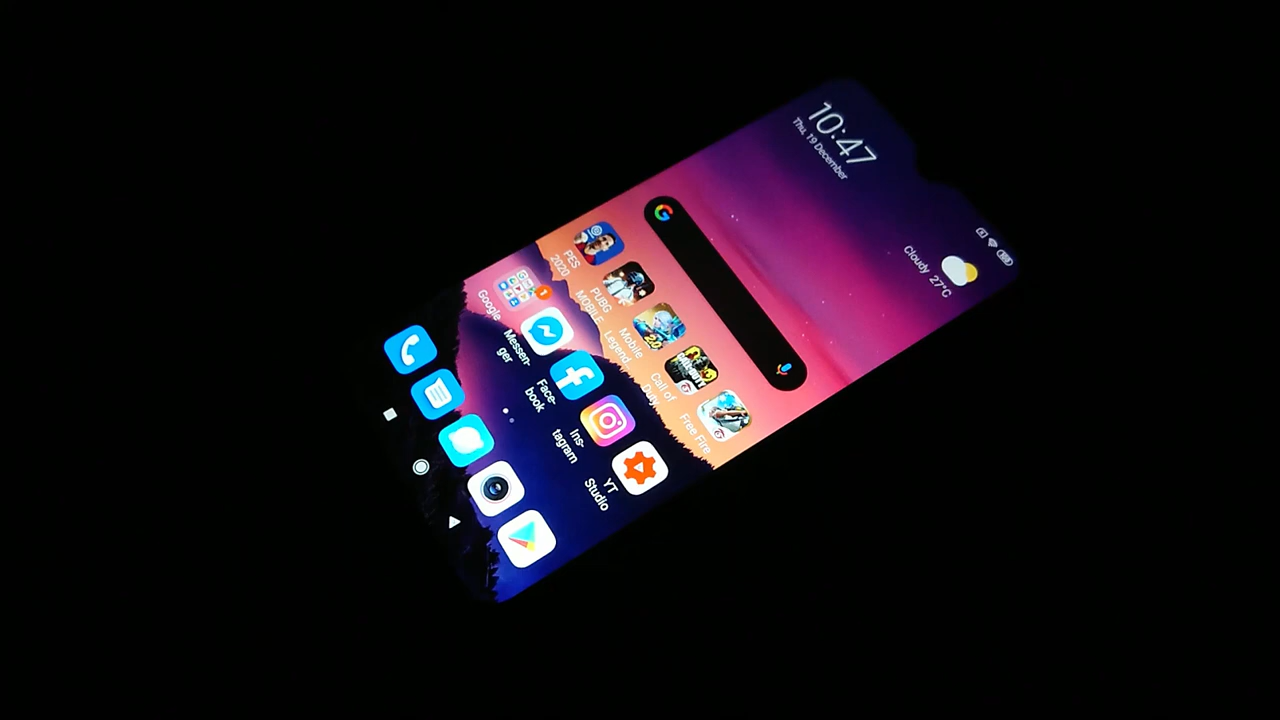 10:47
Thu, 19 December
Cloudy 27°C
PES
2020
PUBG
MOBILE
Mobile
Legend
Call of
Duty
Free Fire
Google
1
Messen-
ger
Face-
book
Ins-
tagram
YT
Studio